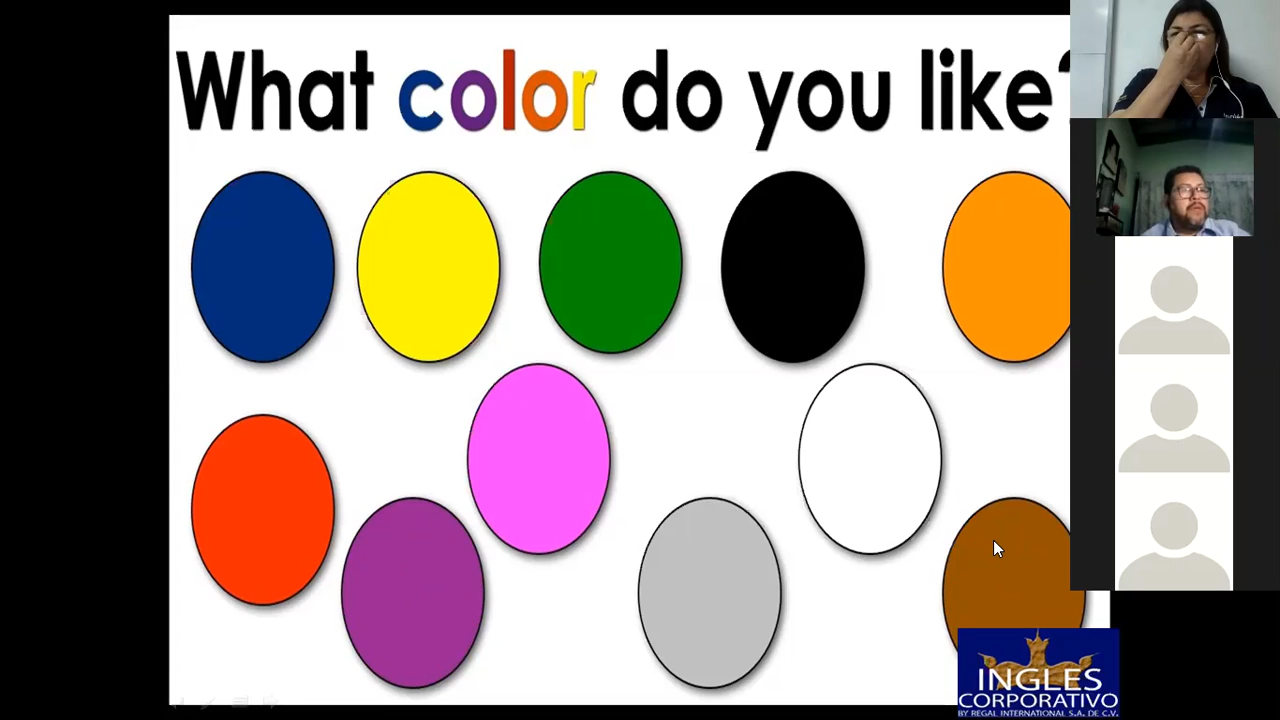 What color do you like?
INGLES
CORPORATIVO
BY REGAL INTERNATIONAL S.A. DE C.V.